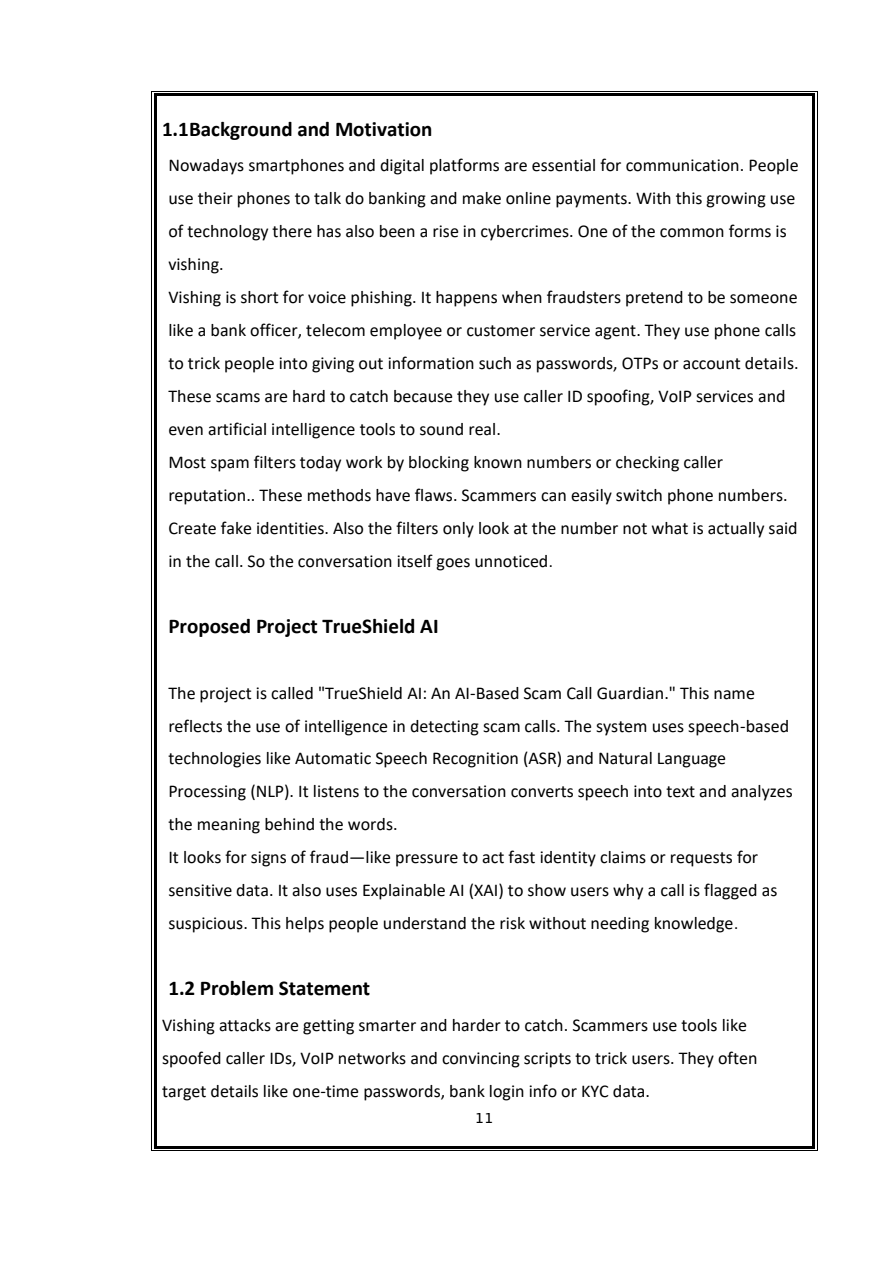 1.1Background and Motivation
Nowadays smartphones and digital platforms are essential for communication. People
use their phones to talk do banking and make online payments. With this growing use
of technology there has also been a rise in cybercrimes. One of the common forms is
vishing.
Vishing is short for voice phishing. It happens when fraudsters pretend to be someone
like a bank officer, telecom employee or customer service agent. They use phone calls
to trick people into giving out information such as passwords, OTPs or account details.
These scams are hard to catch because they use caller ID spoofing, VoIP services and
even artificial intelligence tools to sound real.
Most spam filters today work by blocking known numbers or checking caller
reputation.. These methods have flaws. Scammers can easily switch phone numbers.
Create fake identities. Also the filters only look at the number not what is actually said
in the call. So the conversation itself goes unnoticed.
Proposed Project TrueShield AI
The project is called "TrueShield AI: An AI-Based Scam Call Guardian." This name
reflects the use of intelligence in detecting scam calls. The system uses speech-based
technologies like Automatic Speech Recognition (ASR) and Natural Language
Processing (NLP). It listens to the conversation converts speech into text and analyzes
the meaning behind the words.
It looks for signs of fraud—like pressure to act fast identity claims or requests for
sensitive data. It also uses Explainable AI (XAI) to show users why a call is flagged as
suspicious. This helps people understand the risk without needing knowledge.
1.2 Problem Statement
Vishing attacks are getting smarter and harder to catch. Scammers use tools like
spoofed caller IDs, VoIP networks and convincing scripts to trick users. They often
target details like one-time passwords, bank login info or KYC data.
11